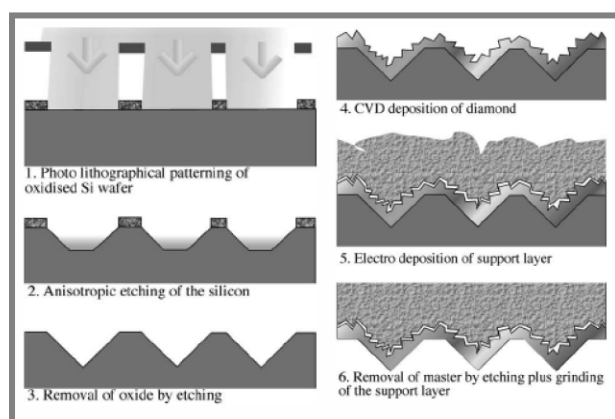 1. Photo lithographical patterning of
oxidised Si wafer
2. Anisotropic etching of the silicon
3. Removal of oxide by etching
4. CVD deposition of diamond
5. Electro deposition of support layer
6. Removal of master by etching plus grinding
of the support layer